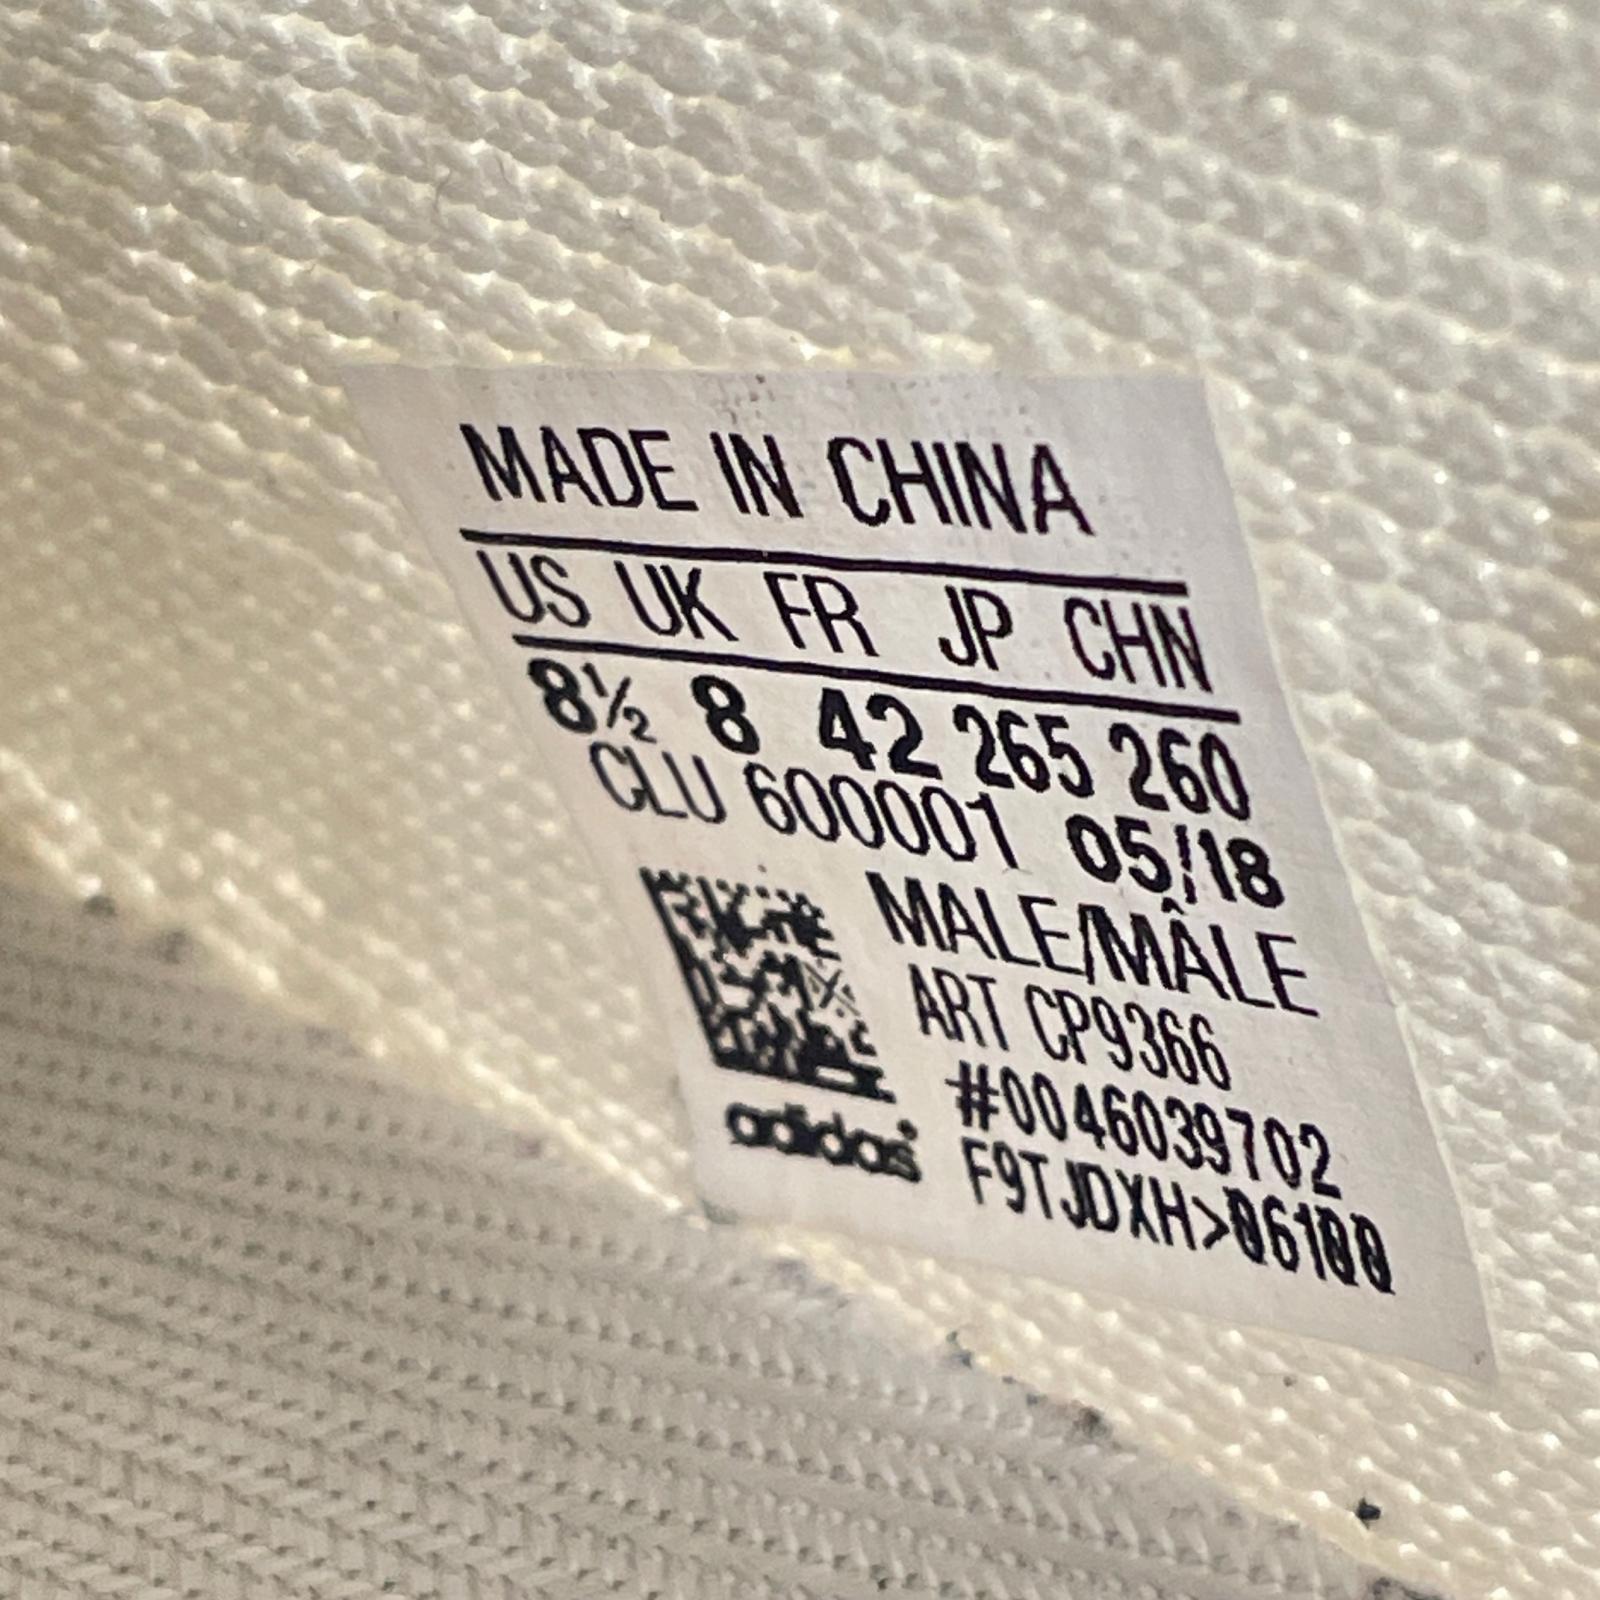 MADE IN CHINA
US UK FR JP CHN
8½ 8 42 265 260
CLU 600001 05/18
MALE/MÂLE
ART CP9366
#0046039702
F9TJDXH>06100
adidas